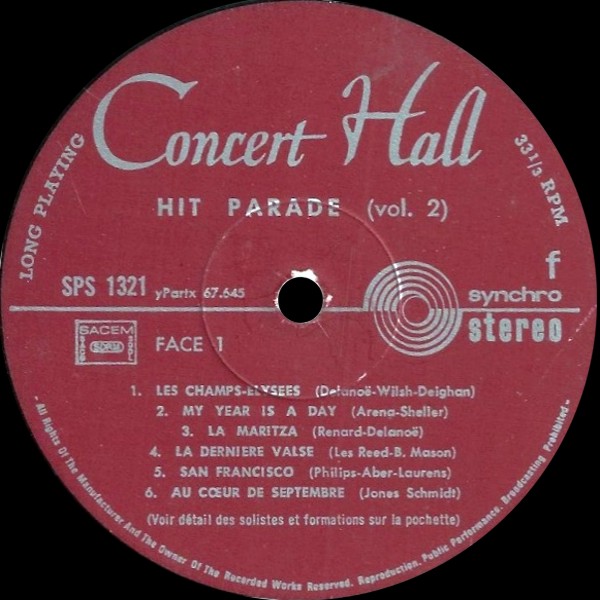 Concert Hall
LONG PLAYING
33 1/3 RPM
HIT PARADE (vol. 2)
SPS 1321 yPartx 67.645
f
synchro
stereo
SACEM
FACE 1
1. LES CHAMPS-ELYSEES (Delanoë-Wilsh-Deighan)
2. MY YEAR IS A DAY (Arena-Sheller)
3. LA MARITZA (Renard-Delanoë)
4. LA DERNIERE VALSE (Les Reed-B. Mason)
5. SAN FRANCISCO (Philips-Aber-Laurens)
6. AU CŒUR DE SEPTEMBRE (Jones Schmidt)
(Voir détail des solistes et formations sur la pochette)
- All Rights Of The Manufacturer And The Owner Of The Recorded Works Reserved. Reproduction, Public Performance, Broadcasting Prohibited -